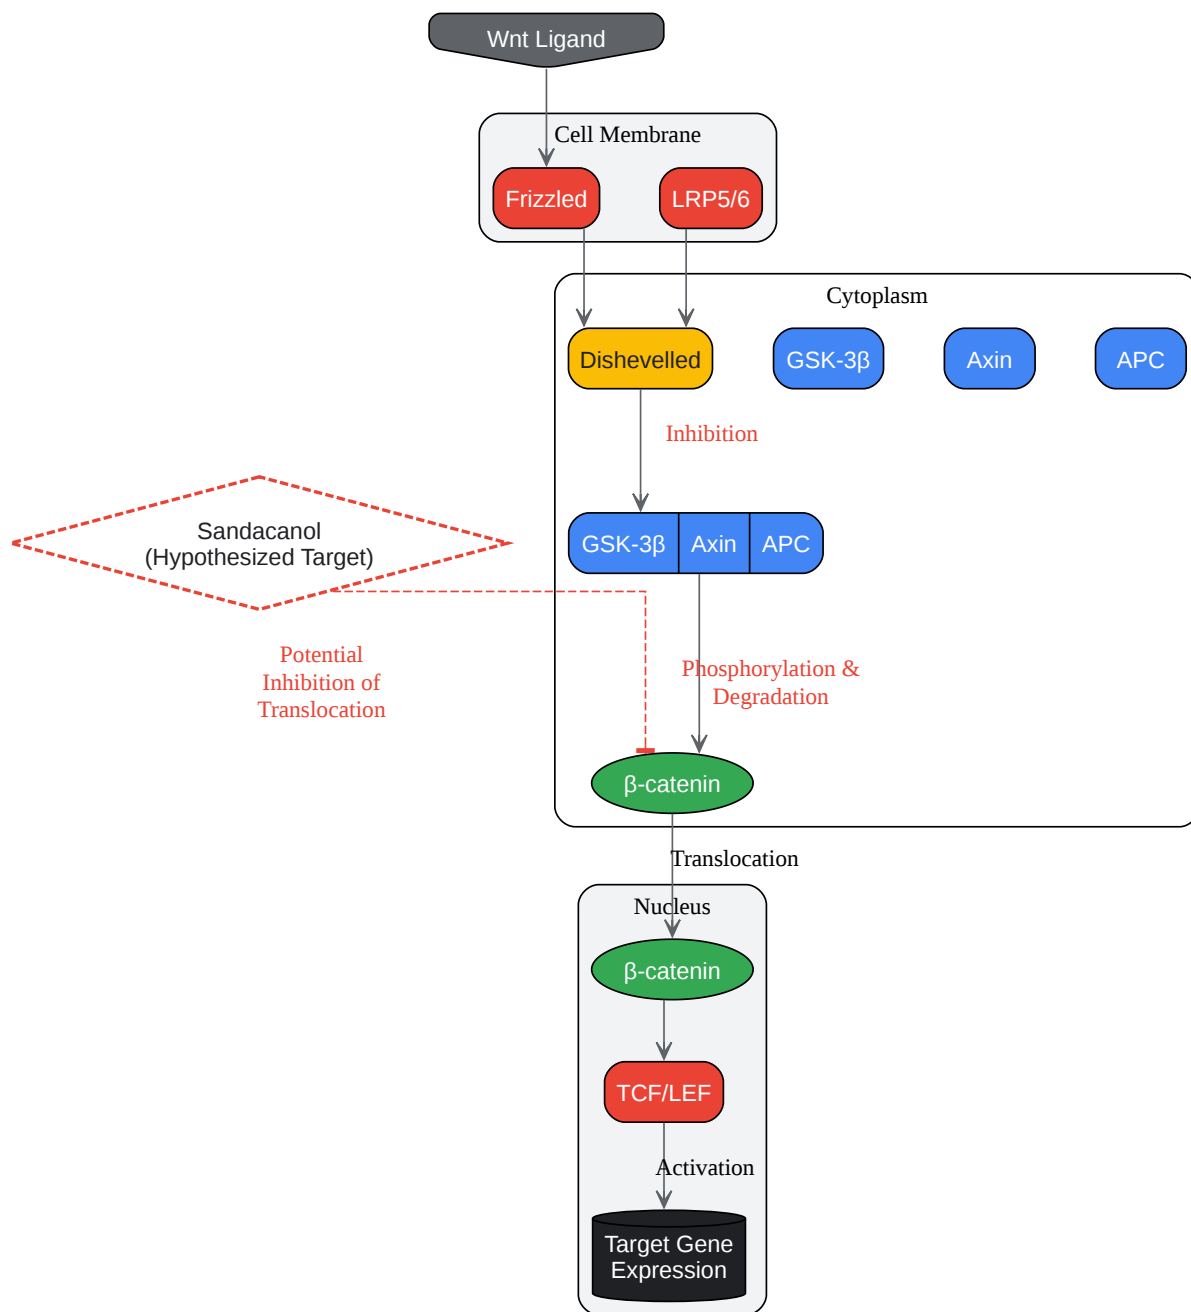 Wnt Ligand
Cell Membrane
Frizzled
LRP5/6
Cytoplasm
Dishevelled
GSK-3β
Axin
APC
Inhibition
Sandacanol
(Hypothesized Target)
GSK-3β
Axin
APC
Potential
Inhibition of
Translocation
Phosphorylation &
Degradation
β-catenin
Translocation
Nucleus
β-catenin
TCF/LEF
Activation
Target Gene
Expression